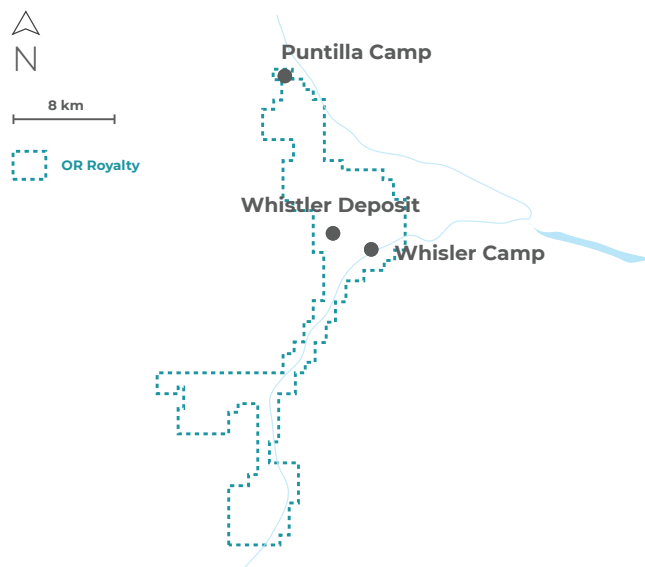 Puntilla Camp
N
8 km
OR Royalty
Whistler Deposit
Whisler Camp